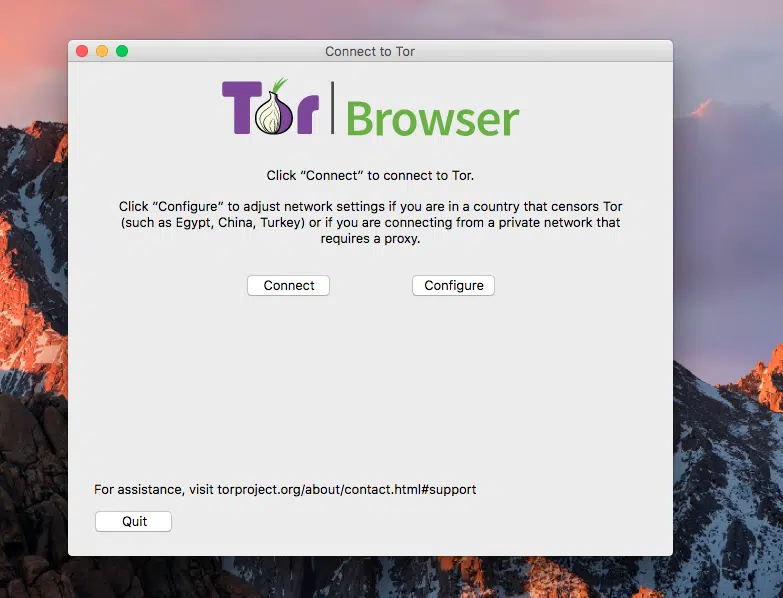 Connect to Tor
Tor | Browser
Click “Connect” to connect to Tor.
Click “Configure” to adjust network settings if you are in a country that censors Tor
(such as Egypt, China, Turkey) or if you are connecting from a private network that
requires a proxy.
Connect Configure
For assistance, visit torproject.org/about/contact.html#support
Quit